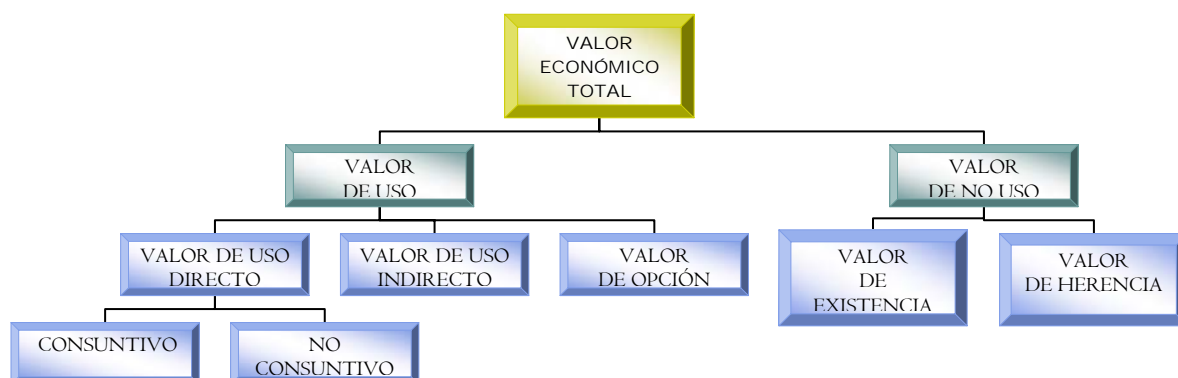 VALOR
ECONÓMICO
TOTAL
VALOR
DE USO
VALOR
DE NO USO
VALOR DE USO
DIRECTO
VALOR DE USO
INDIRECTO
VALOR
DE OPCIÓN
VALOR
DE
EXISTENCIA
VALOR
DE HERENCIA
CONSUNTIVO
NO
CONSUNTIVO